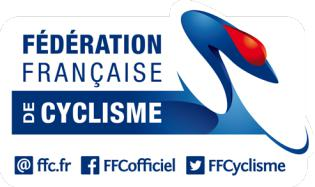 FÉDÉRATION
FRANÇAISE
DE CYCLISME
@ ffc.fr f FFCofficiel FFCyclisme